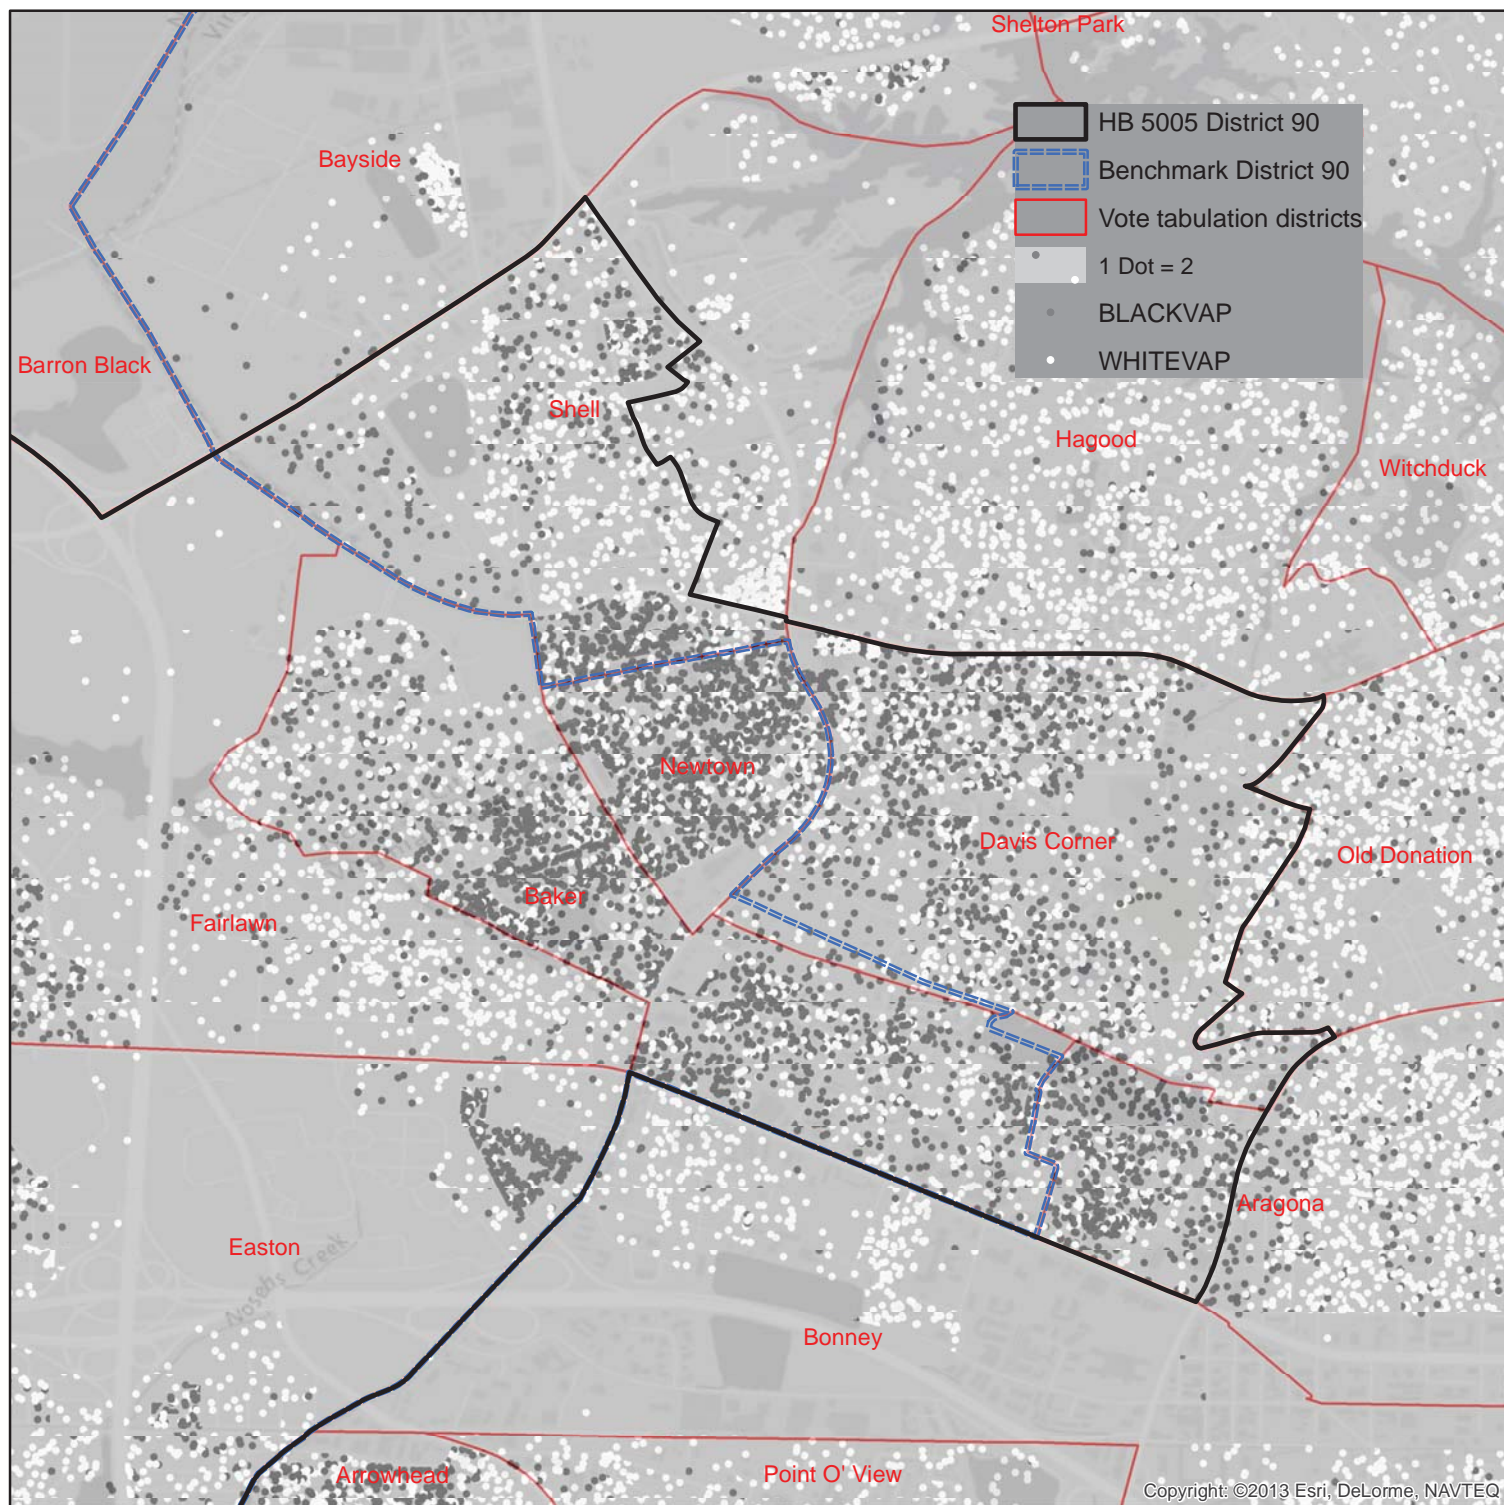 Shelton Park
HB 5005 District 90
Benchmark District 90
Vote tabulation districts
1 Dot = 2
BLACKVAP
WHITEVAP
Bayside
Barron Black
Shell
Hagood
Witchduck
Newtown
Davis Corner
Old Donation
Baker
Fairlawn
Aragona
Easton
Nosehs Creek
Bonney
Arrowhead
Point O' View
Copyright: ©2013 Esri, DeLorme, NAVTEQ